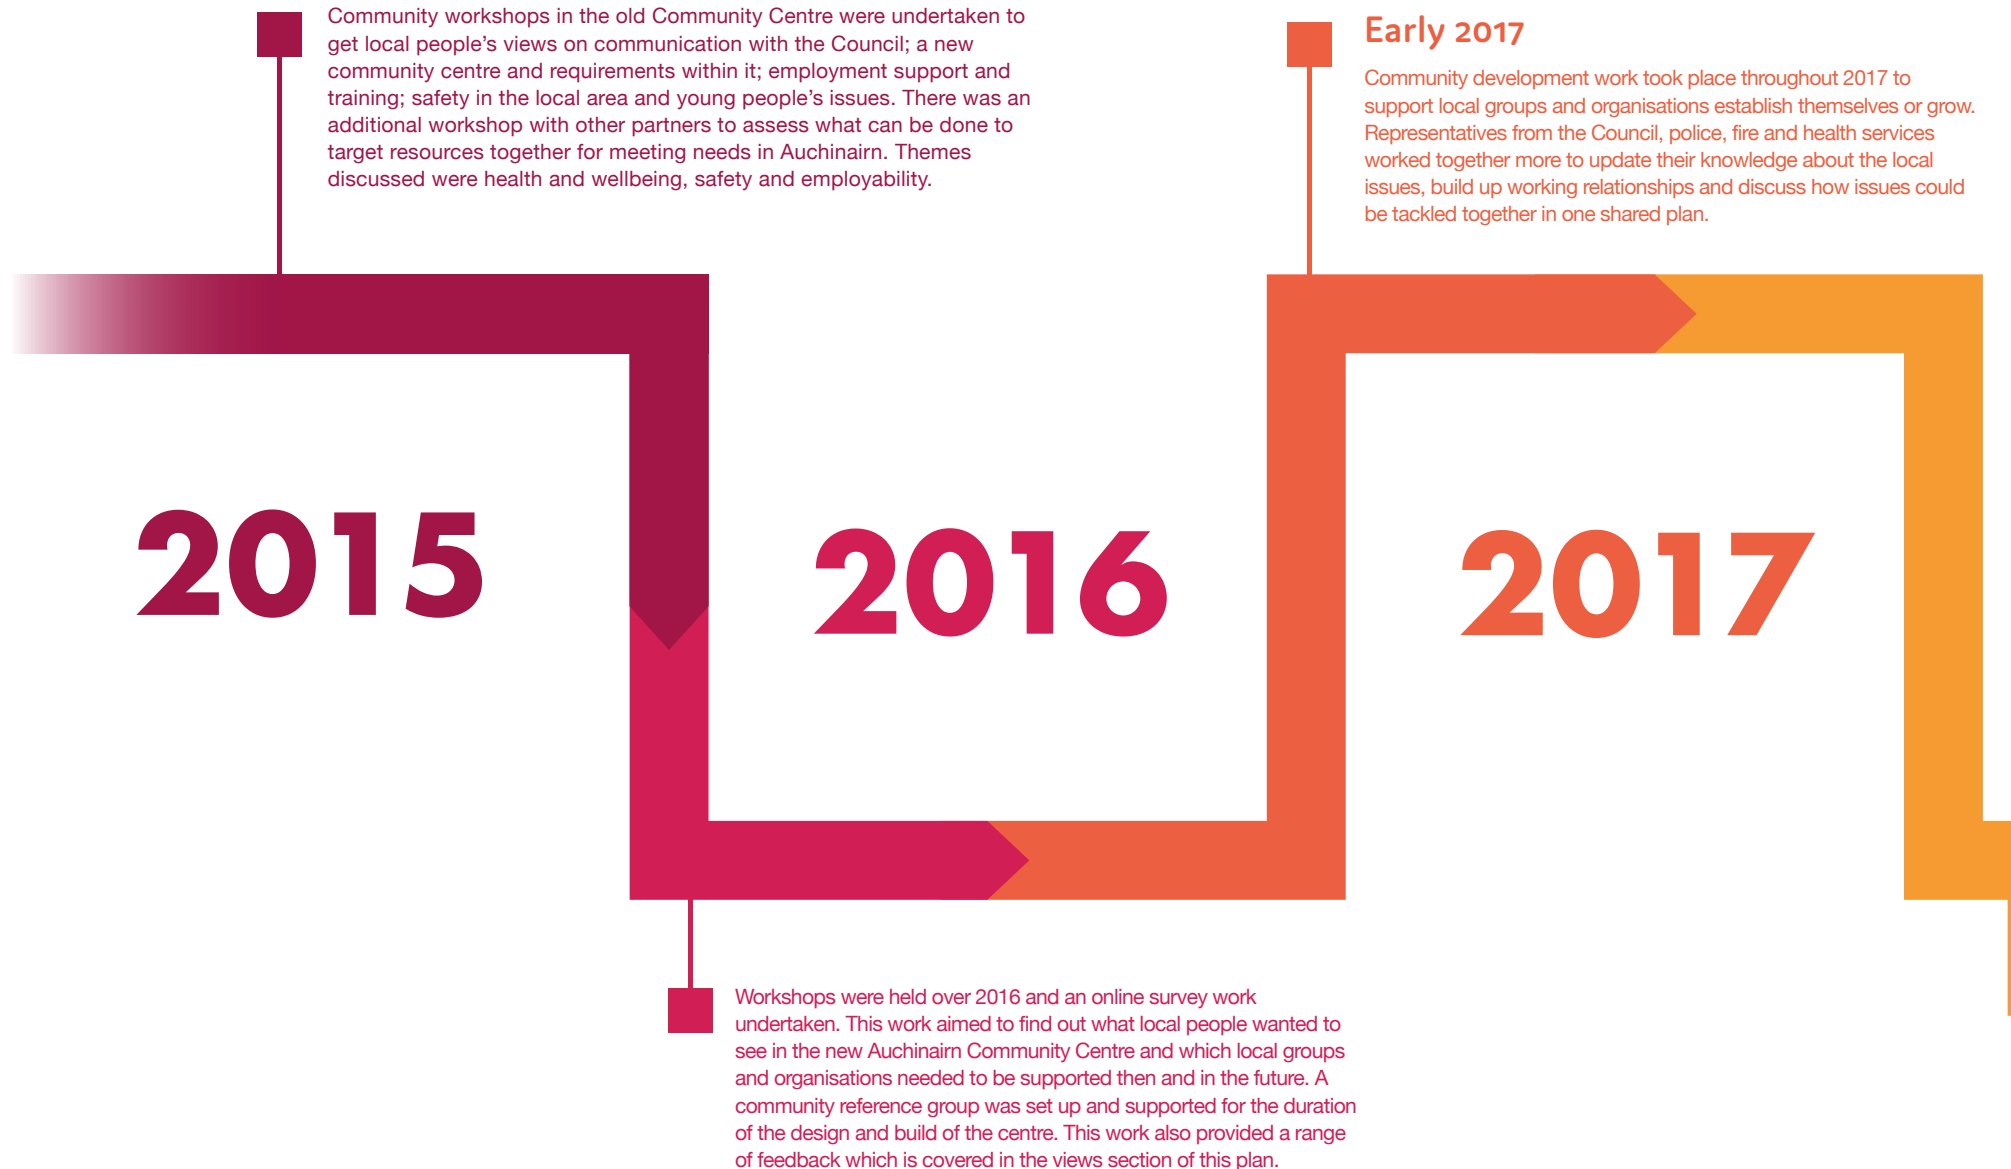 Community workshops in the old Community Centre were undertaken to
get local people's views on communication with the Council; a new
community centre and requirements within it; employment support and
training; safety in the local area and young people's issues. There was an
additional workshop with other partners to assess what can be done to
target resources together for meeting needs in Auchinairn. Themes
discussed were health and wellbeing, safety and employability.
2015
2016
Workshops were held over 2016 and an online survey work
undertaken. This work aimed to find out what local people wanted to
see in the new Auchinairn Community Centre and which local groups
and organisations needed to be supported then and in the future. A
community reference group was set up and supported for the duration
of the design and build of the centre. This work also provided a range
of feedback which is covered in the views section of this plan.
Early 2017
Community development work took place throughout 2017 to
support local groups and organisations establish themselves or grow.
Representatives from the Council, police, fire and health services
worked together more to update their knowledge about the local
issues, build up working relationships and discuss how issues could
be tackled together in one shared plan.
2017